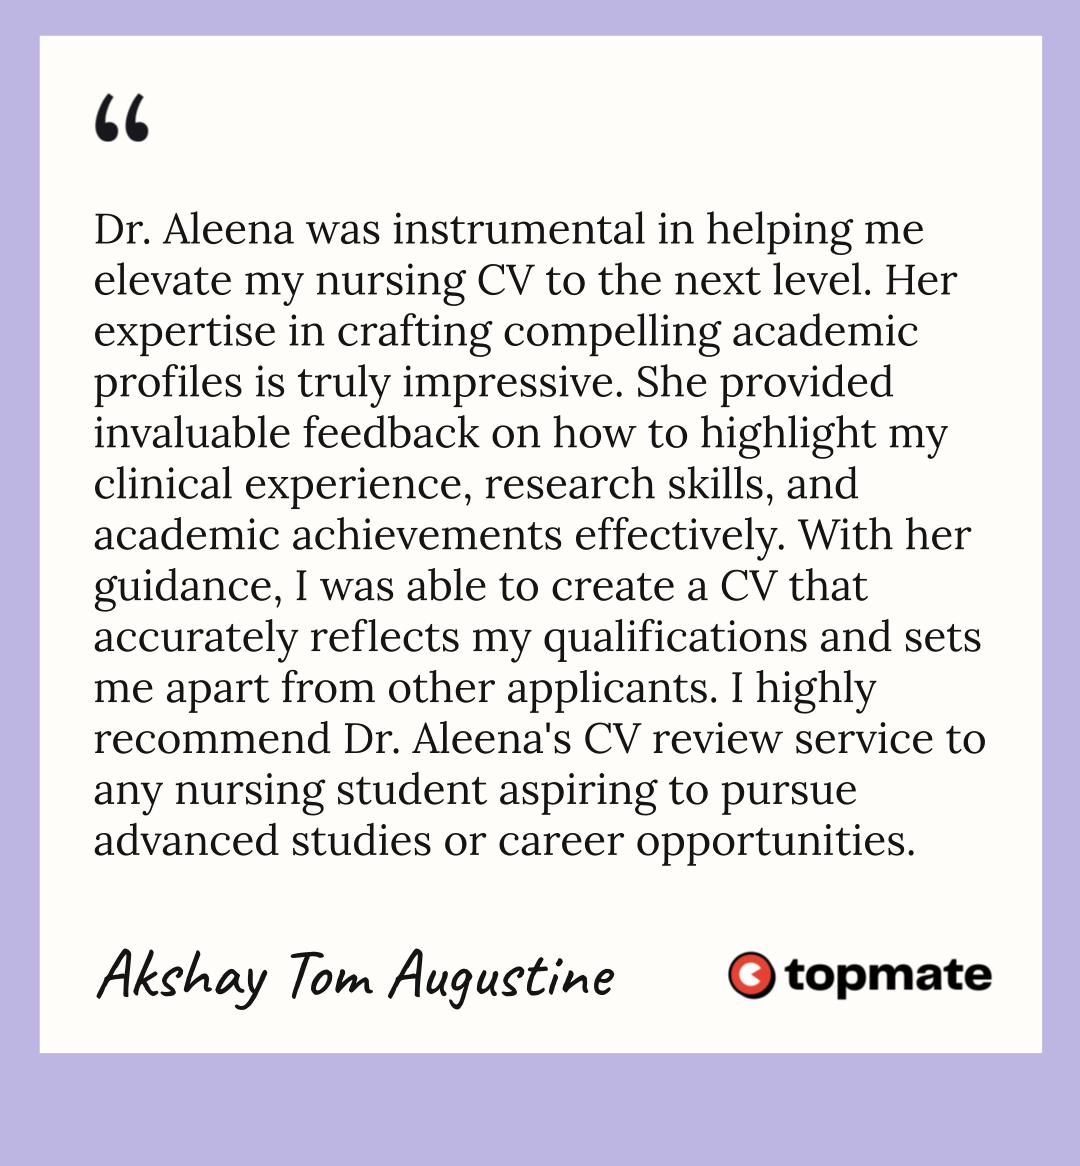 “
Dr. Aleena was instrumental in helping me
elevate my nursing CV to the next level. Her
expertise in crafting compelling academic
profiles is truly impressive. She provided
invaluable feedback on how to highlight my
clinical experience, research skills, and
academic achievements effectively. With her
guidance, I was able to create a CV that
accurately reflects my qualifications and sets
me apart from other applicants. I highly
recommend Dr. Aleena's CV review service to
any nursing student aspiring to pursue
advanced studies or career opportunities.
Akshay Tom Augustine
topmate